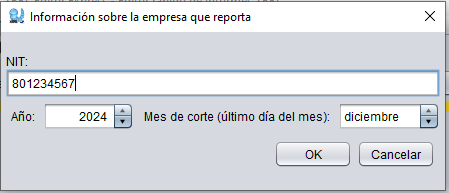 Información sobre la empresa que reporta
NIT:
801234567
Año: 2024 Mes de corte (último día del mes): diciembre
OK Cancelar